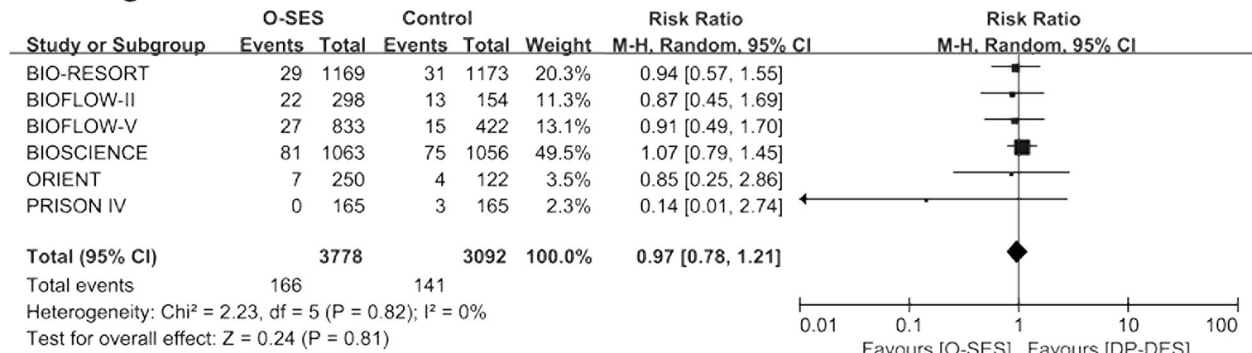 O-SES Control Risk Ratio Risk Ratio
Study or Subgroup Events Total Events Total Weight M-H, Random, 95% CI M-H, Random, 95% CI
BIO-RESORT 29 1169 31 1173 20.3% 0.94 [0.57, 1.55]
BIOFLOW-II 22 298 13 154 11.3% 0.87 [0.45, 1.69]
BIOFLOW-V 27 833 15 422 13.1% 0.91 [0.49, 1.70]
BIOSCIENCE 81 1063 75 1056 49.5% 1.07 [0.79, 1.45]
ORIENT 7 250 4 122 3.5% 0.85 [0.25, 2.86]
PRISON IV 0 165 3 165 2.3% 0.14 [0.01, 2.74]
Total (95% CI) 3778 3092 100.0% 0.97 [0.78, 1.21]
Total events 166 141
Heterogeneity: Chi² = 2.23, df = 5 (P = 0.82); I² = 0%
Test for overall effect: Z = 0.24 (P = 0.81)
0.01 0.1 1 10 100
Favours [O-SES] Favours [DP-DES]